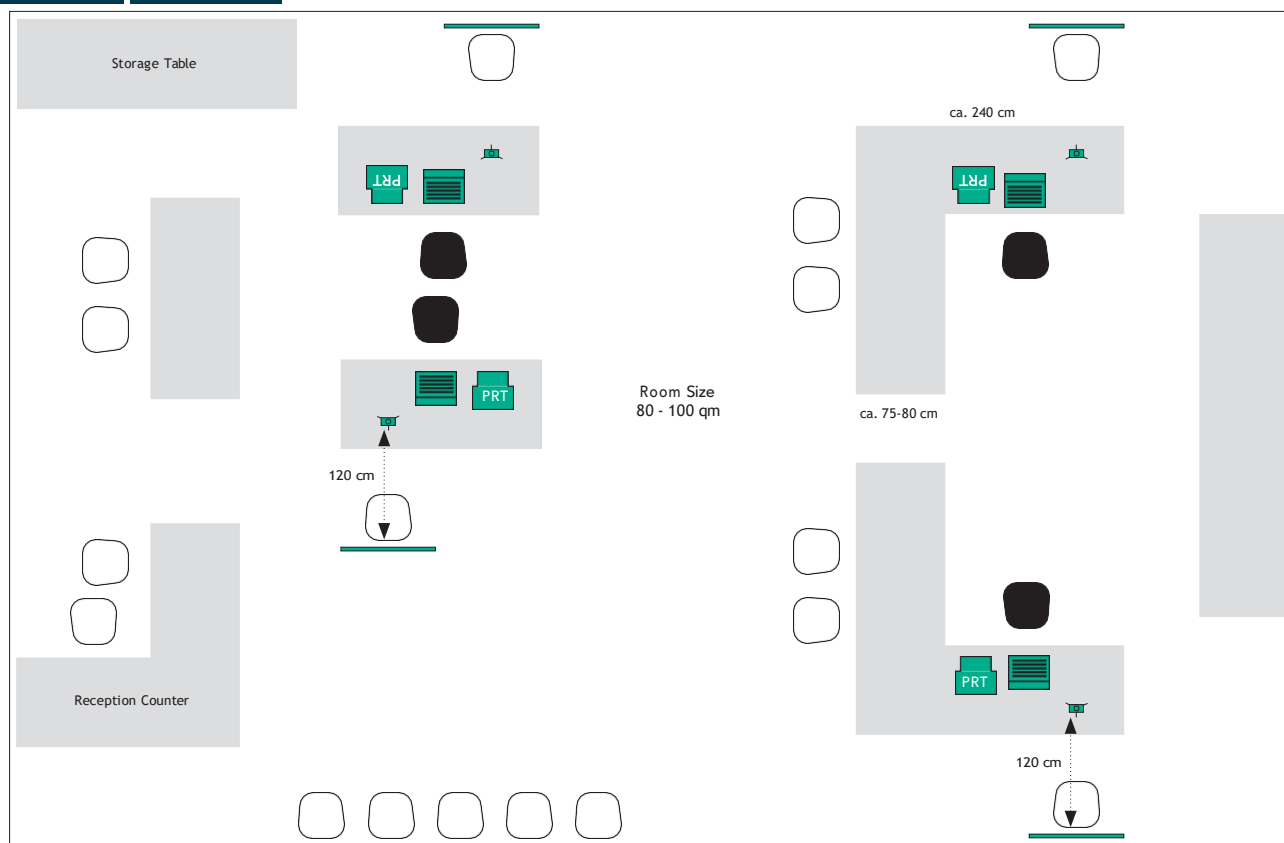 Storage Table
ca. 240 cm
PRT
PRT
Room Size
80 - 100 qm
PRT
ca. 75-80 cm
120 cm
PRT
Reception Counter
120 cm